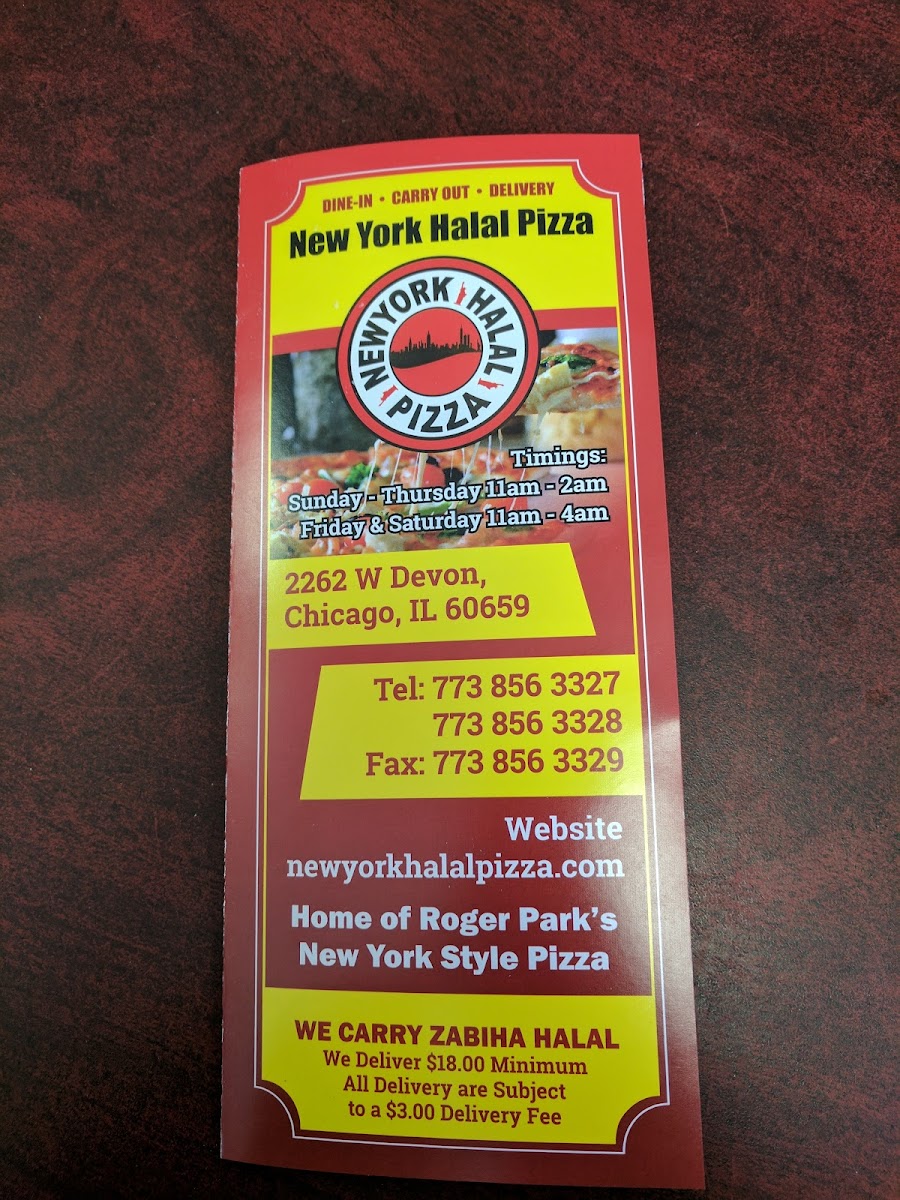 DINE-IN • CARRY OUT • DELIVERY
New York Halal Pizza
NEWYORK HALAL PIZZA
Timings:
Sunday - Thursday 11am - 2am
Friday & Saturday 11am - 4am
2262 W Devon,
Chicago, IL 60659
Tel: 773 856 3327
773 856 3328
Fax: 773 856 3329
Website
newyorkhalalpizza.com
Home of Roger Park's
New York Style Pizza
WE CARRY ZABIHA HALAL
We Deliver $18.00 Minimum
All Delivery are Subject
to a $3.00 Delivery Fee